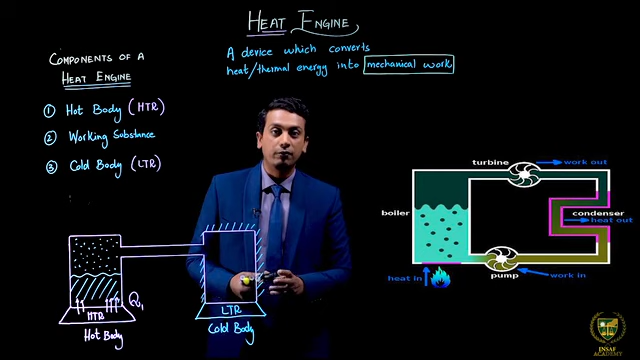 HEAT ENGINE
COMPONENTS OF A
HEAT ENGINE
① Hot Body (HTR)
② Working Substance
③ Cold Body (LTR)
A device which converts
heat/thermal energy into mechanical work
turbine
work out
boiler
condenser
heat out
heat in
pump
work in
Q1
HTR
Hot Body
LTR
Cold Body
INSAF
ACADEMY